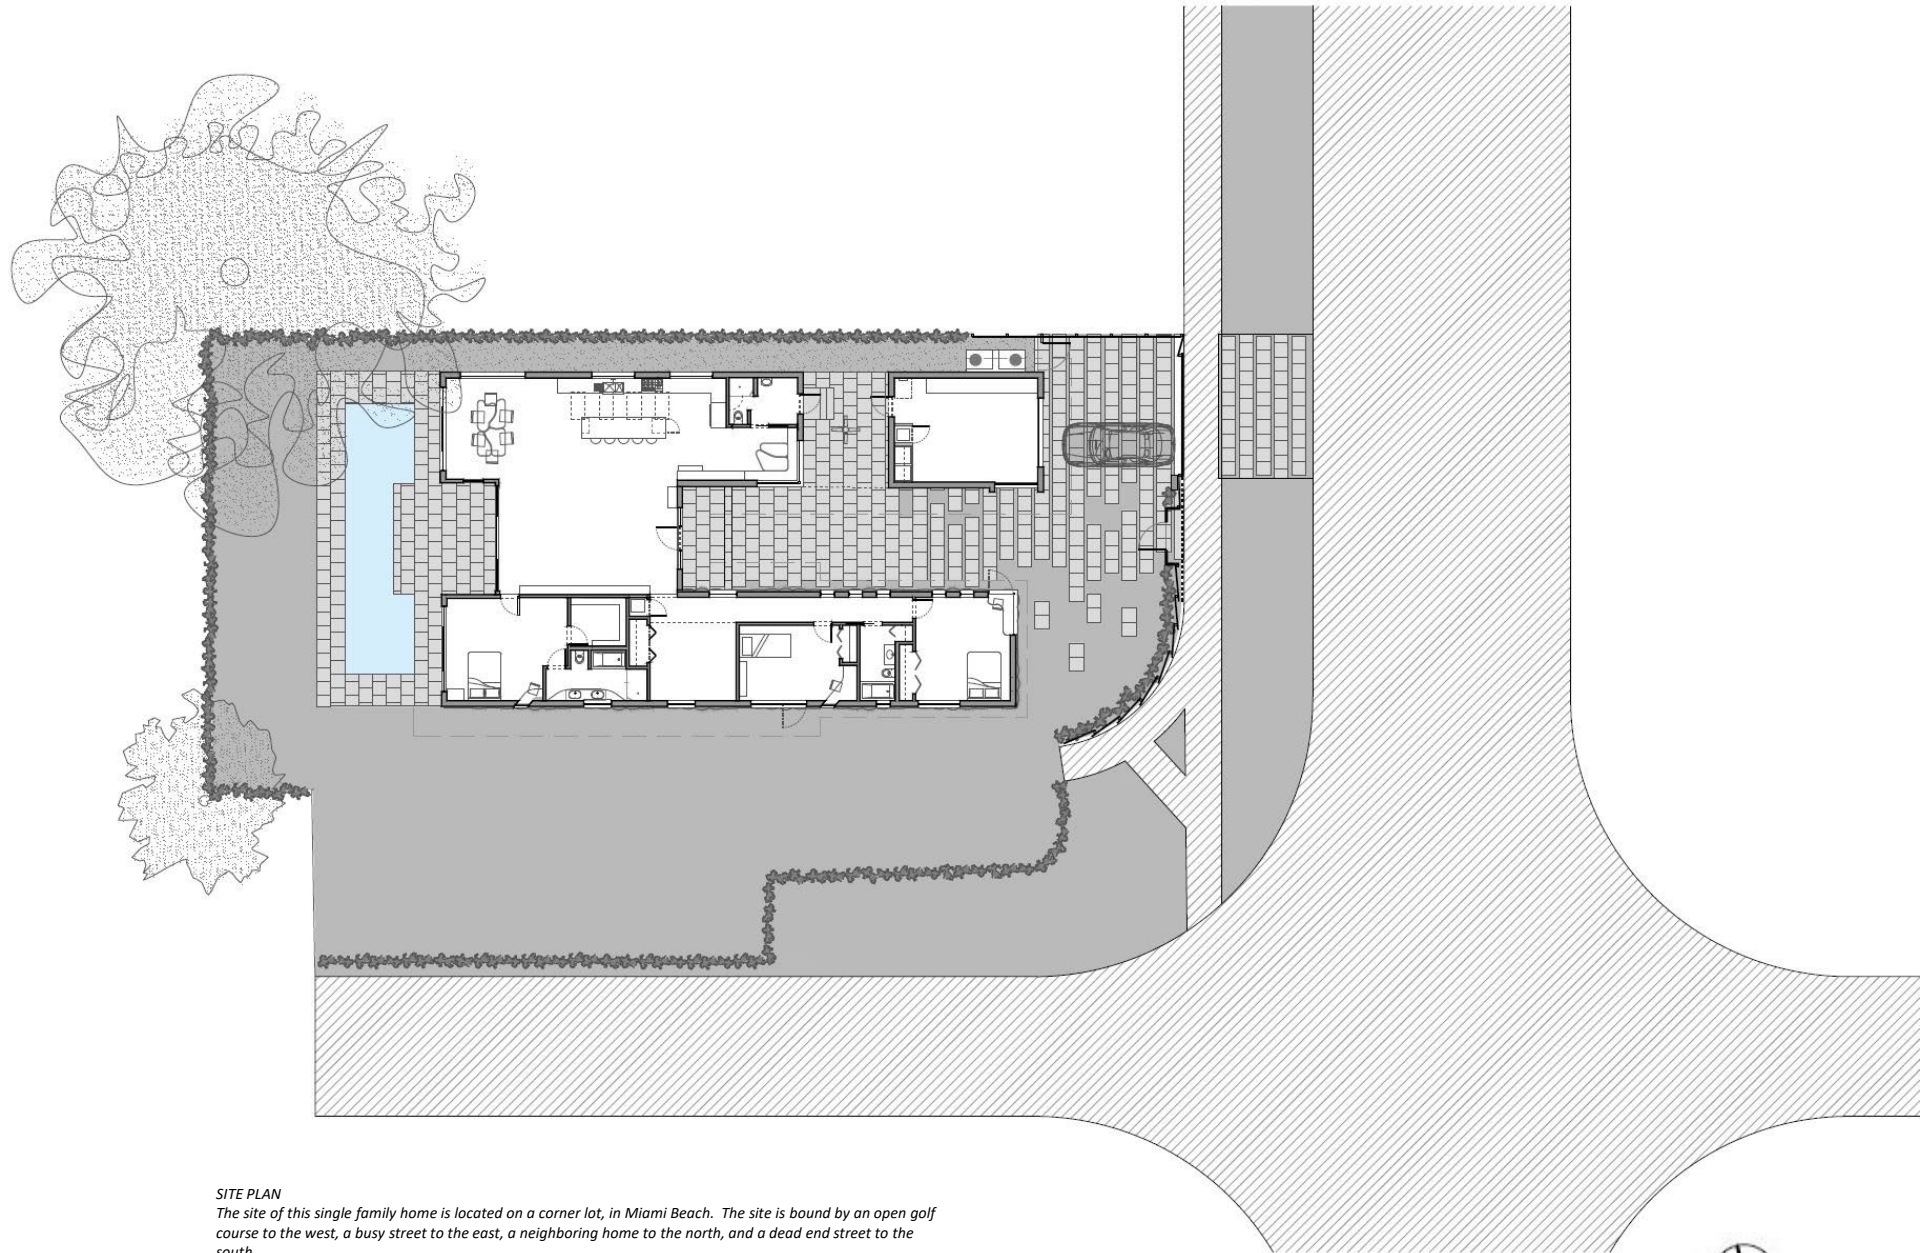 SITE PLAN
The site of this single family home is located on a corner lot, in Miami Beach. The site is bound by an open golf
course to the west, a busy street to the east, a neighboring home to the north, and a dead end street to the
south.